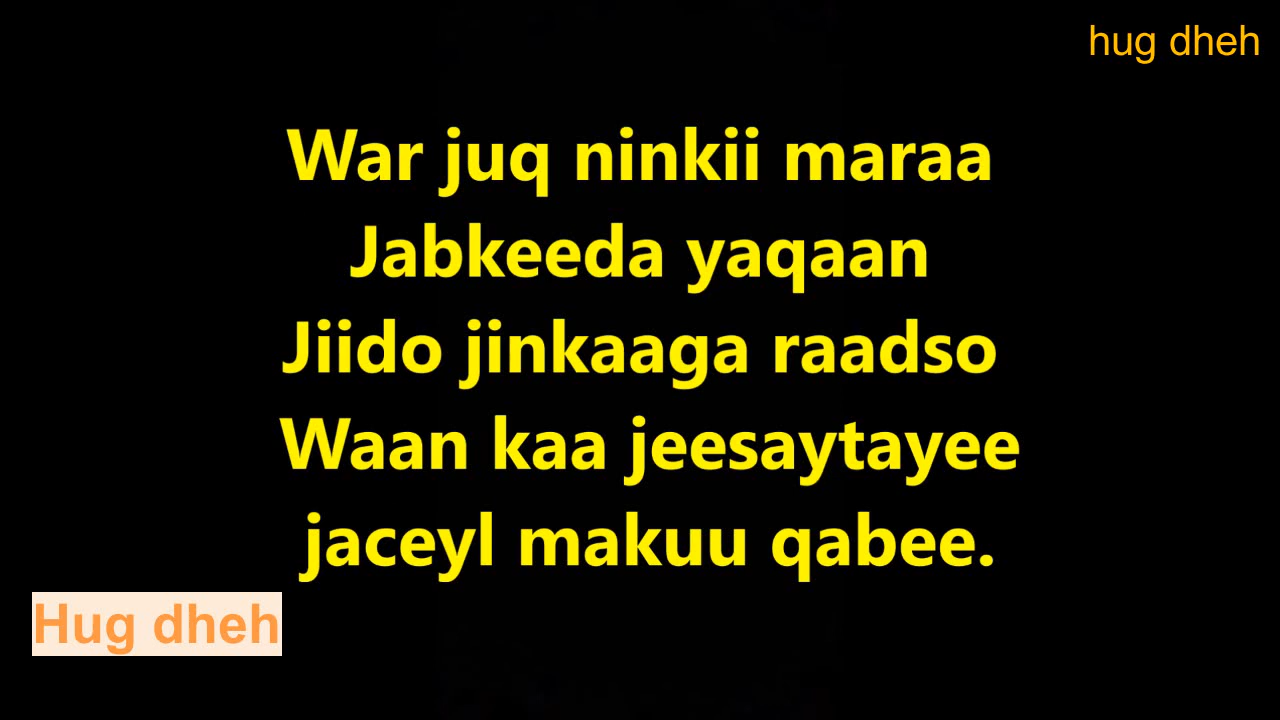 hug dheh
War juq ninkii maraa
Jabkeeda yaqaan
Jiido jinkaaga raadso
Waan kaa jeesaytayee
jaceyl makuu qabee.
Hug dheh